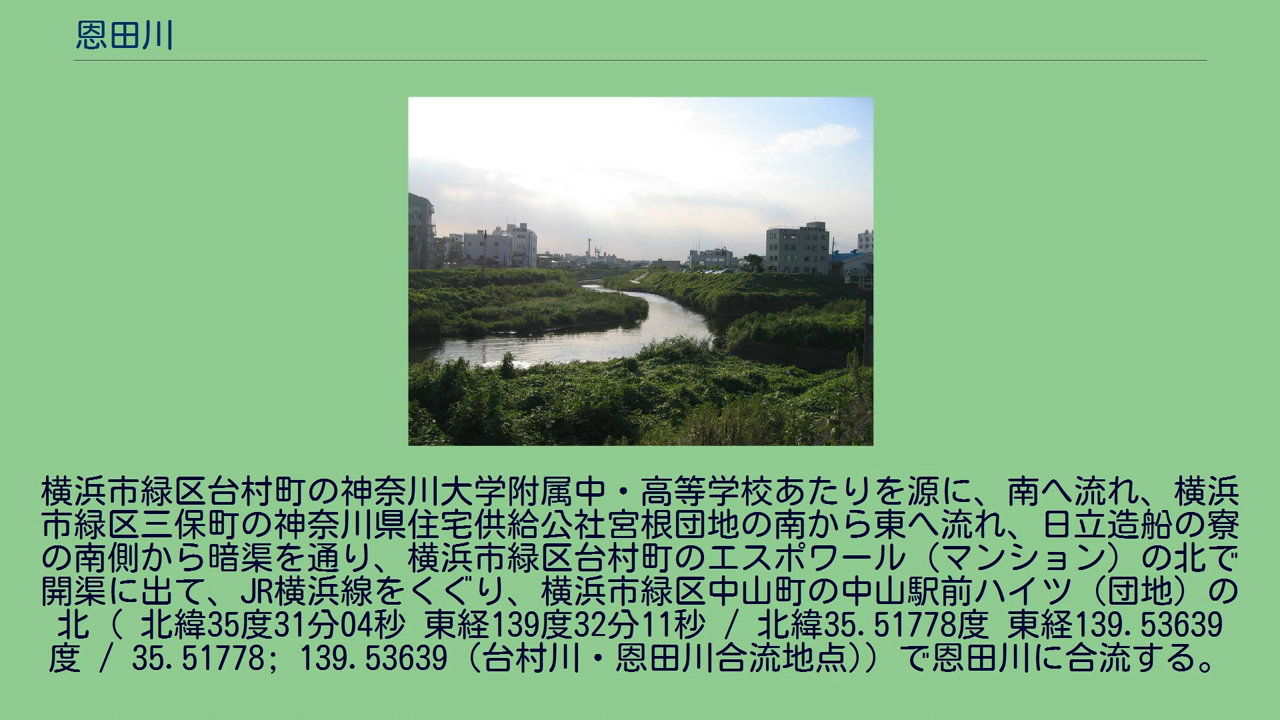 恩田川
横浜市緑区台村町の神奈川大学附属中・高等学校あたりを源に、南へ流れ、横浜
市緑区三保町の神奈川県住宅供給公社宮根団地の南から東へ流れ、日立造船の寮
の南側から暗渠を通り、横浜市緑区台村町のエスポワール（マンション）の北で
開渠に出て、JR横浜線をくぐり、横浜市緑区中山町の中山駅前ハイツ（団地）の
北（ 北緯35度31分04秒 東経139度32分11秒 / 北緯35.51778度 東経139.53639
度 / 35.51778; 139.53639（台村川・恩田川合流地点)）で恩田川に合流する。